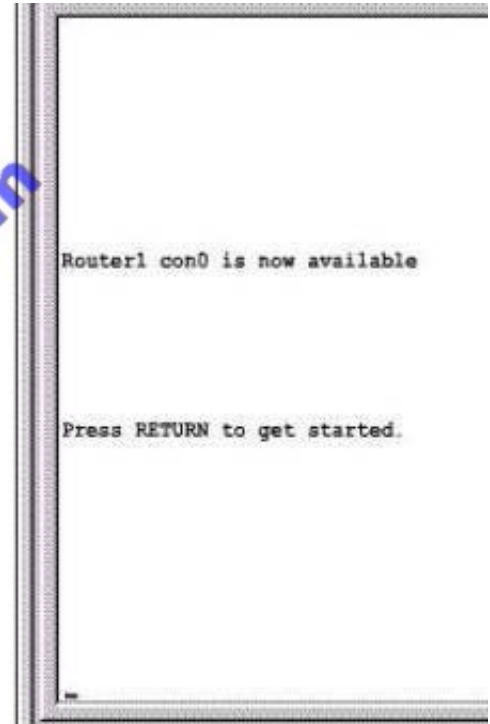 Router1 con0 is now available
Press RETURN to get started.